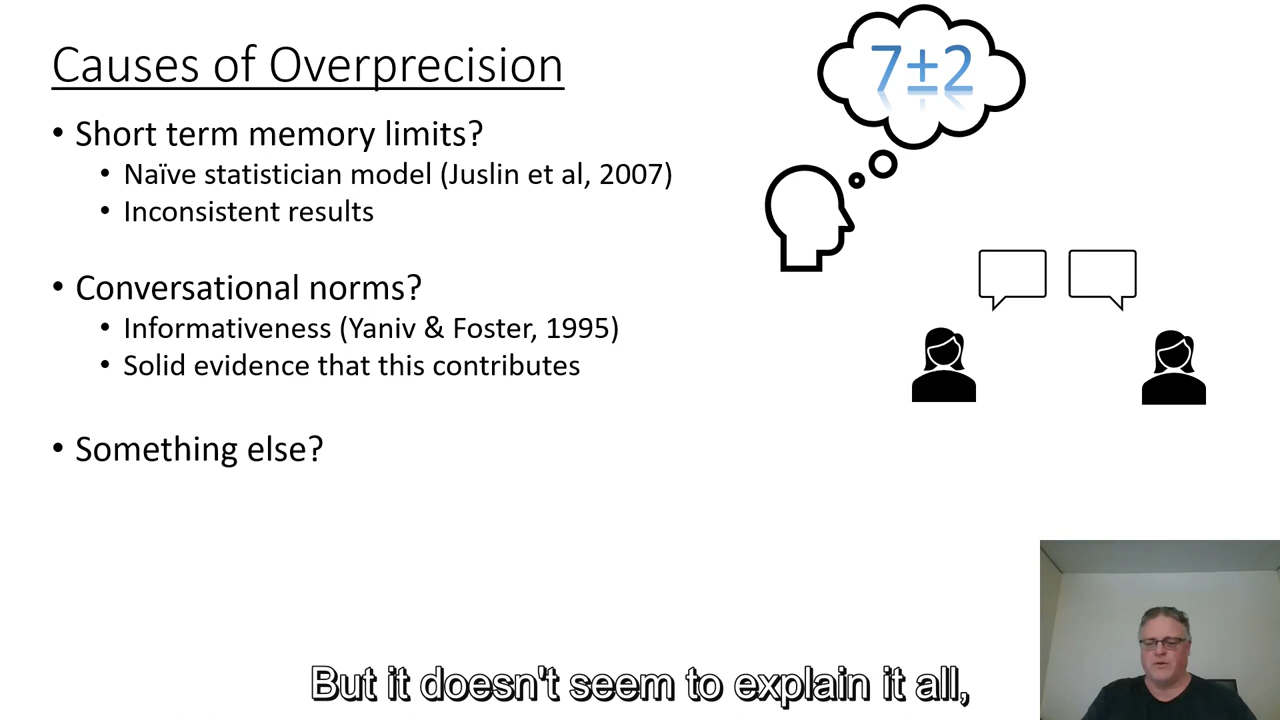 Causes of Overprecision
7±2
• Short term memory limits?
• Naïve statistician model (Juslin et al, 2007)
• Inconsistent results
• Conversational norms?
• Informativeness (Yaniv & Foster, 1995)
• Solid evidence that this contributes
• Something else?
But it doesn't seem to explain it all,